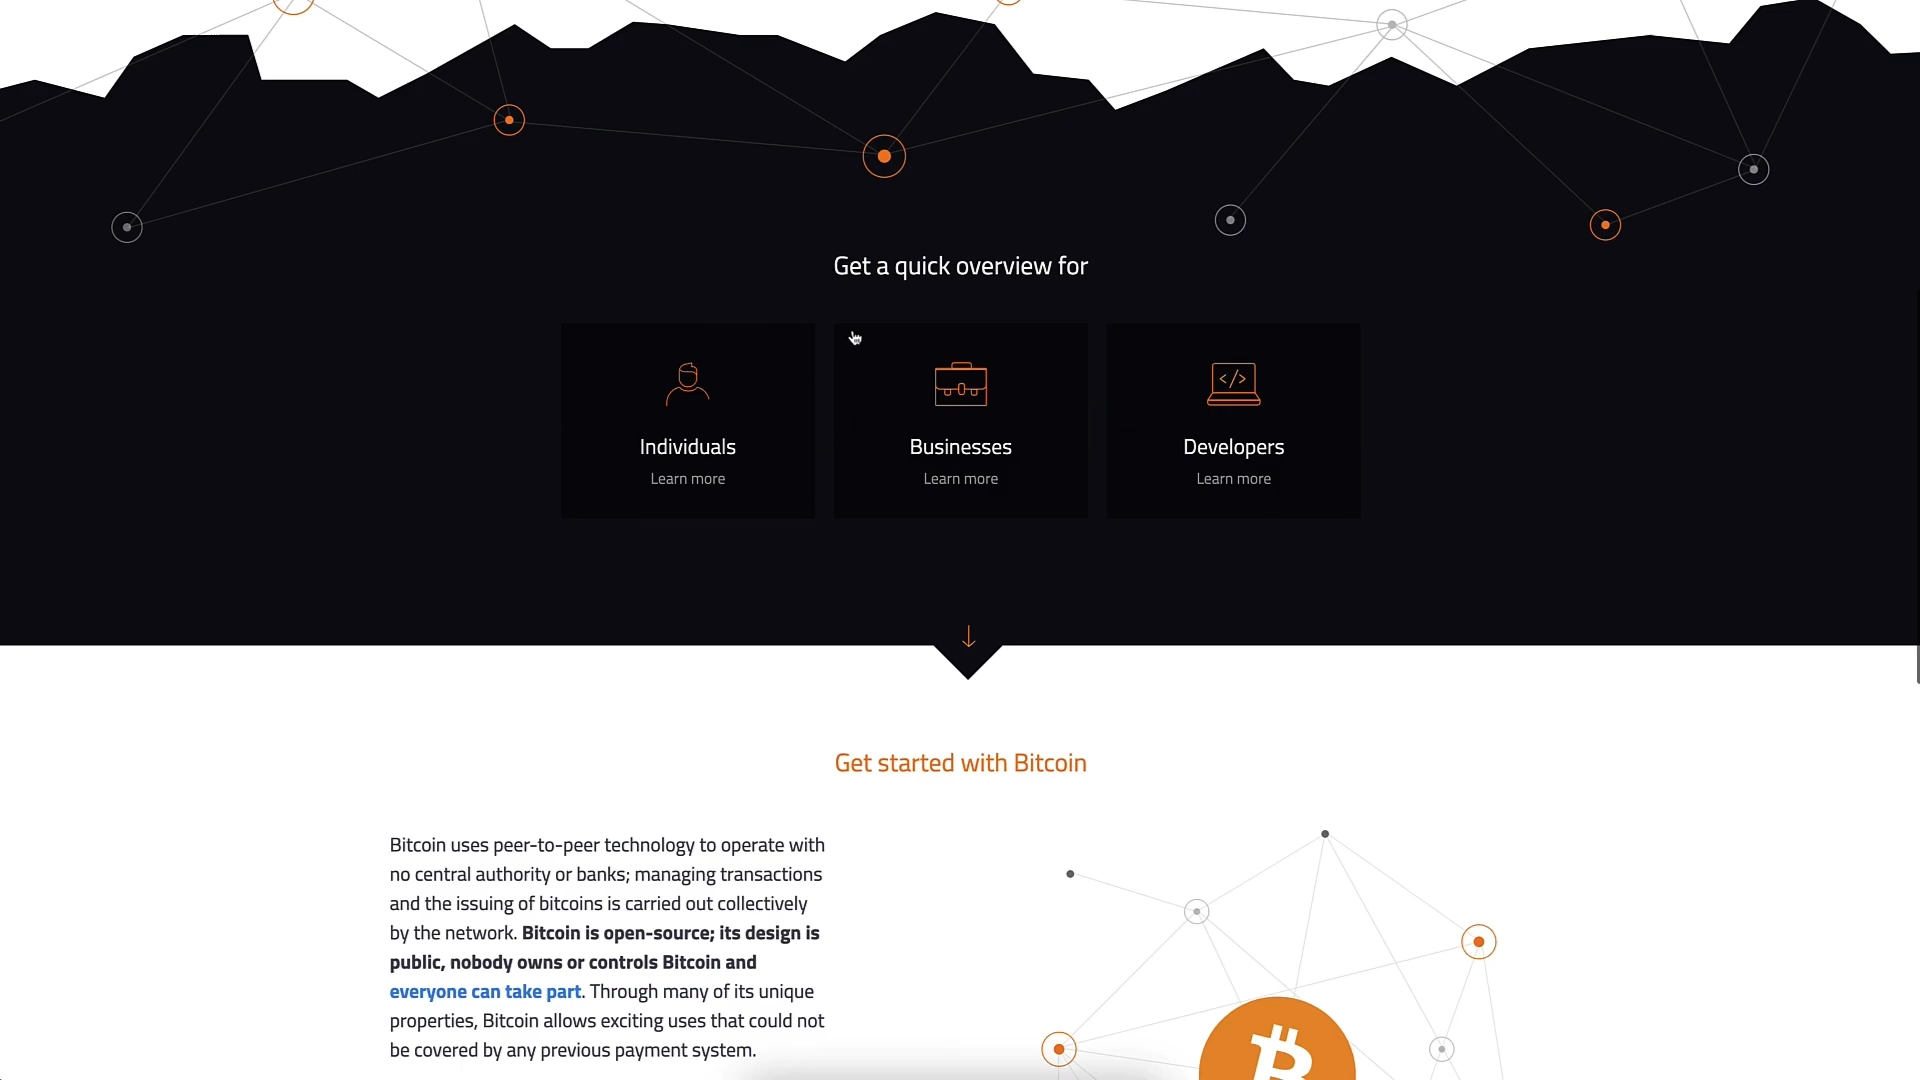 Get a quick overview for
Individuals
Learn more
Businesses
Learn more
Developers
Learn more
Get started with Bitcoin
Bitcoin uses peer-to-peer technology to operate with
no central authority or banks; managing transactions
and the issuing of bitcoins is carried out collectively
by the network. Bitcoin is open-source; its design is
public, nobody owns or controls Bitcoin and
everyone can take part. Through many of its unique
properties, Bitcoin allows exciting uses that could not
be covered by any previous payment system.